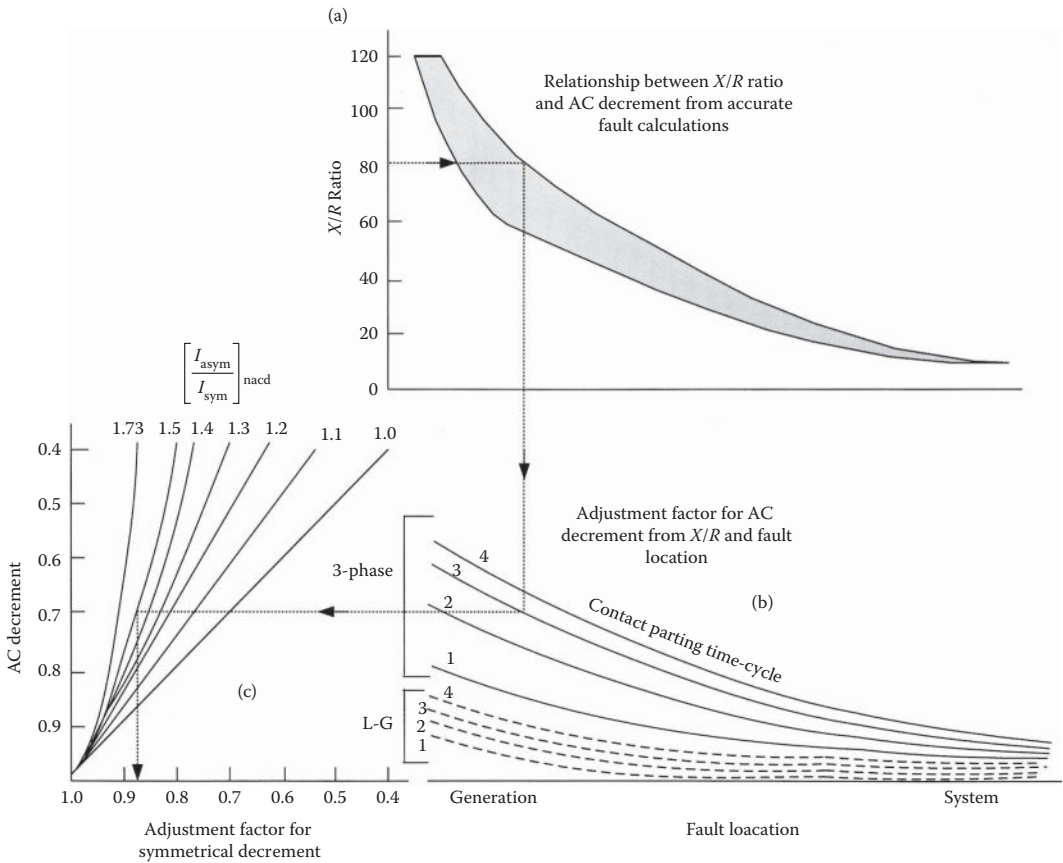 (a)
120
100
80
60
40
20
0
X/R Ratio
Relationship between X/R ratio
and AC decrement from accurate
fault calculations
[I_asym / I_sym]_nacd
1.73 1.5 1.4 1.3 1.2 1.1 1.0
0.4
0.5
0.6
0.7
0.8
0.9
AC decrement
(c)
1.0 0.9 0.8 0.7 0.6 0.5 0.4
Adjustment factor for
symmetrical decrement
Adjustment factor for AC
decrement from X/R and fault
location
(b)
3-phase
4
3
2
1
Contact parting time-cycle
L-G
4
3
2
1
Generation
System
Fault loacation